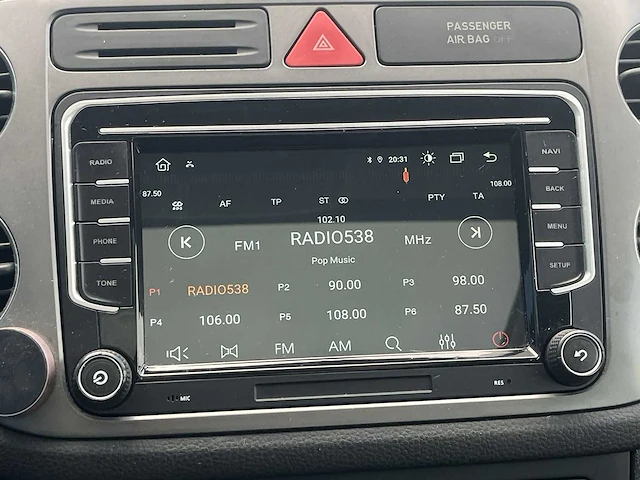 PASSENGER
AIR BAG OFF
RADIO
MEDIA
PHONE
TONE
NAVI
BACK
MENU
SETUP
20:31
87.50
108.00
AF TP ST PTY TA
102.10
FM1 RADIO538 MHz
Pop Music
P1 RADIO538 P2 90.00 P3 98.00
P4 106.00 P5 108.00 P6 87.50
FM AM
MIC
RES